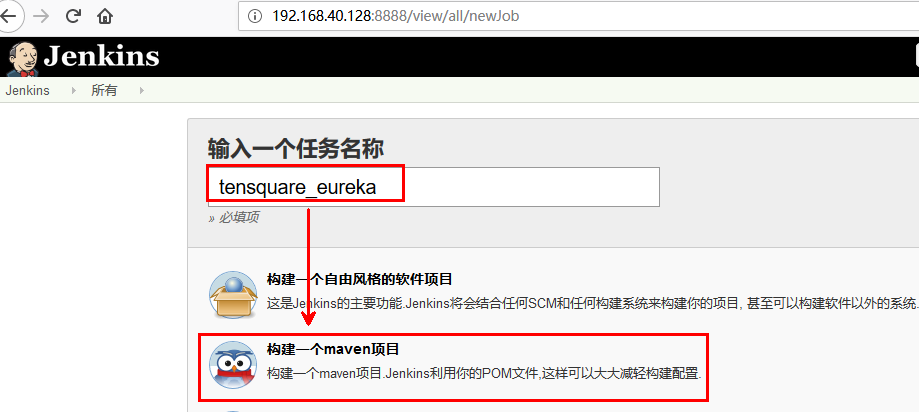 192.168.40.128:8888/view/all/newJob
Jenkins
Jenkins 所有
输入一个任务名称
tensquare_eureka
» 必填项
构建一个自由风格的软件项目
这是Jenkins的主要功能.Jenkins将会结合任何SCM和任何构建系统来构建你的项目, 甚至可以构建软件以外的系统.
构建一个maven项目
构建一个maven项目.Jenkins利用你的POM文件,这样可以大大减轻构建配置.